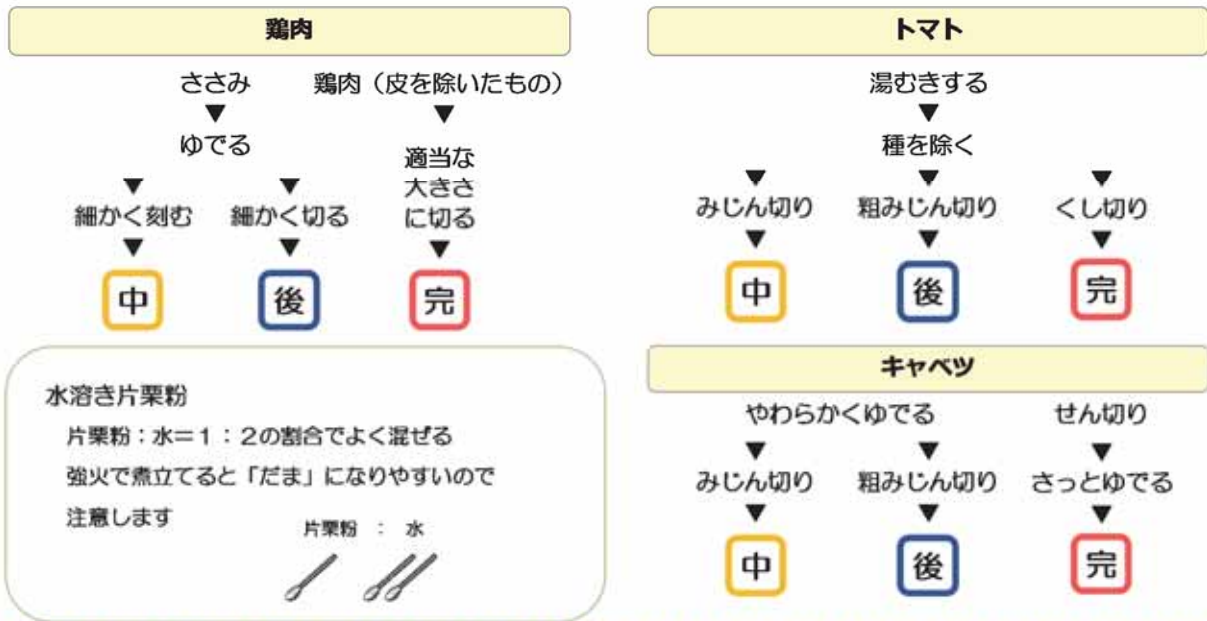 鶏肉
ささみ　鶏肉（皮を除いたもの）
▼　▼
ゆでる
適当な
大きさ
に切る
▼　▼
細かく刻む　細かく切る
▼　▼　▼
中　後　完
水溶き片栗粉
片栗粉：水＝１：２の割合でよく混ぜる
強火で煮立てると「だま」になりやすいので
注意します
片栗粉　：　水
トマト
湯むきする
▼
種を除く
▼　▼　▼
みじん切り　粗みじん切り　くし切り
▼　▼　▼
中　後　完
キャベツ
やわらかくゆでる　せん切り
▼　▼　▼
みじん切り　粗みじん切り　さっとゆでる
▼　▼　▼
中　後　完